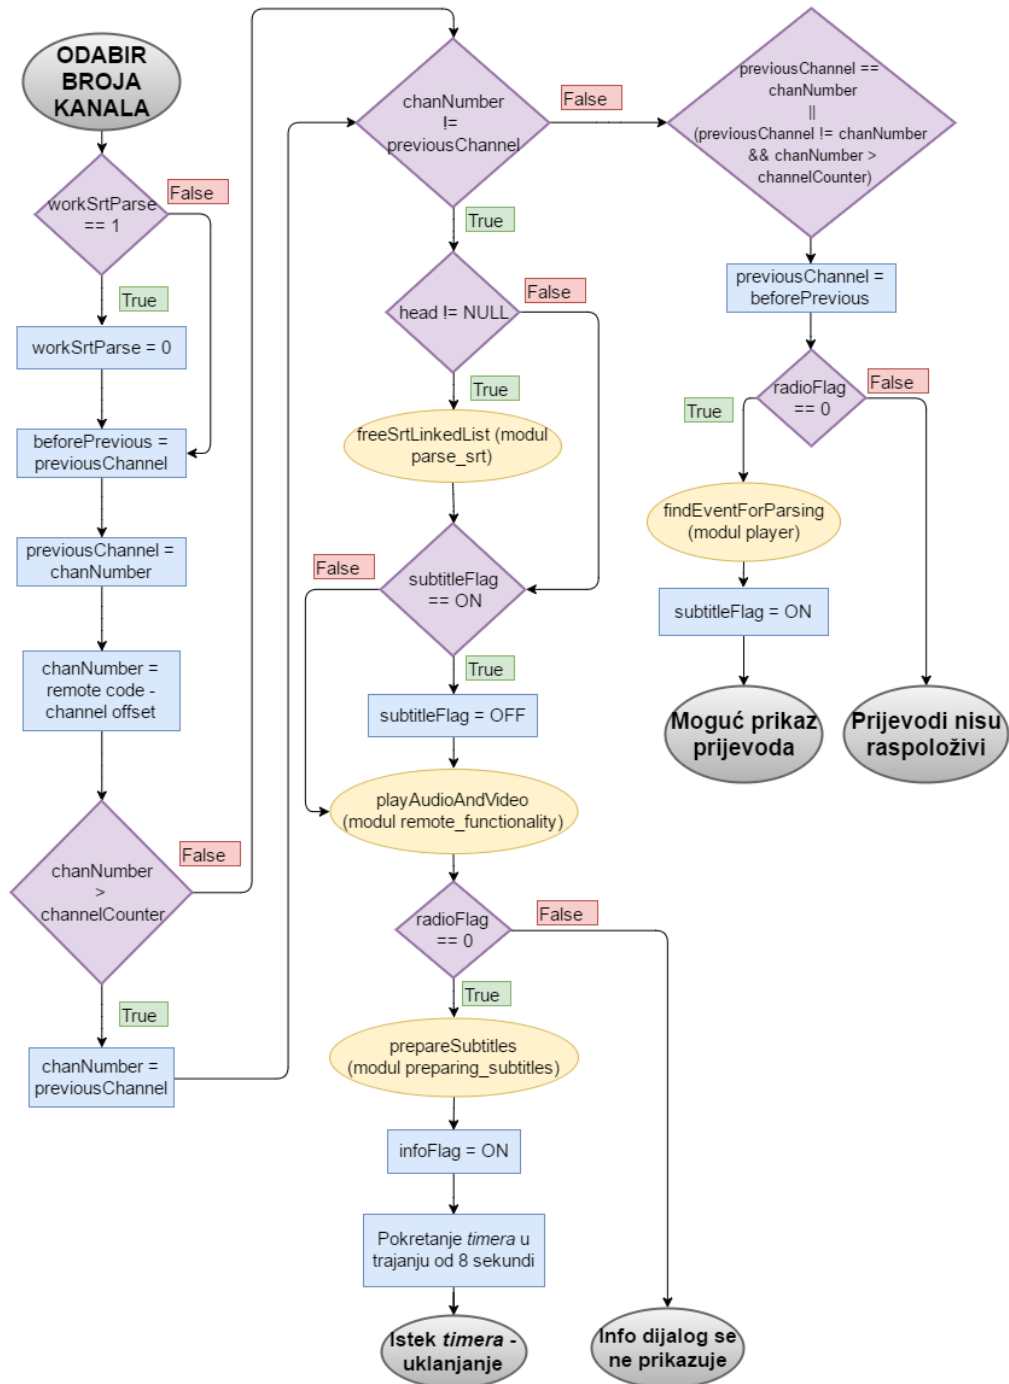 ODABIR
BROJA
KANALA
workSrtParse
== 1
False
True
workSrtParse = 0
beforePrevious =
previousChannel
previousChannel =
chanNumber
chanNumber =
remote code -
channel offset
chanNumber
>
channelCounter
False
True
chanNumber =
previousChannel
chanNumber
!=
previousChannel
False
True
head != NULL
False
True
freeSrtLinkedList (modul
parse_srt)
subtitleFlag
== ON
False
True
subtitleFlag = OFF
playAudioAndVideo
(modul remote_functionality)
radioFlag
== 0
False
True
prepareSubtitles
(modul preparing_subtitles)
infoFlag = ON
Pokretanje timera u
trajanju od 8 sekundi
Istek timera -
uklanjanje
Info dijalog se
ne prikazuje
previousChannel ==
chanNumber
||
(previousChannel != chanNumber
&& chanNumber >
channelCounter)
previousChannel =
beforePrevious
radioFlag
== 0
True
False
findEventForParsing
(modul player)
subtitleFlag = ON
Moguć prikaz
prijevoda
Prijevodi nisu
raspoloživi